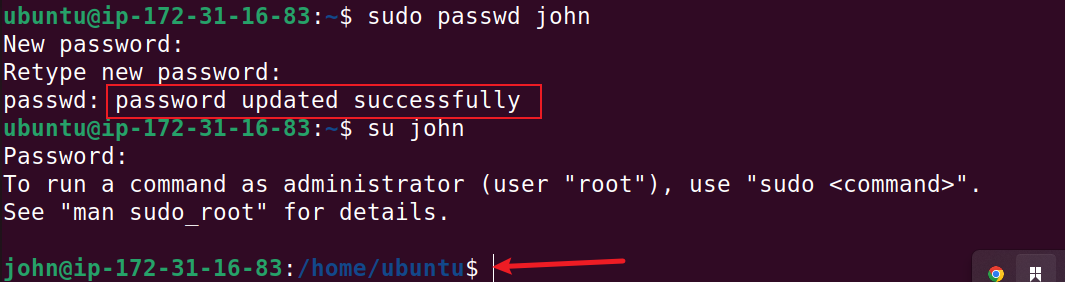 ubuntu@ip-172-31-16-83:~$ sudo passwd john
New password:
Retype new password:
passwd: password updated successfully
ubuntu@ip-172-31-16-83:~$ su john
Password:
To run a command as administrator (user "root"), use "sudo <command>".
See "man sudo_root" for details.
john@ip-172-31-16-83:/home/ubuntu$